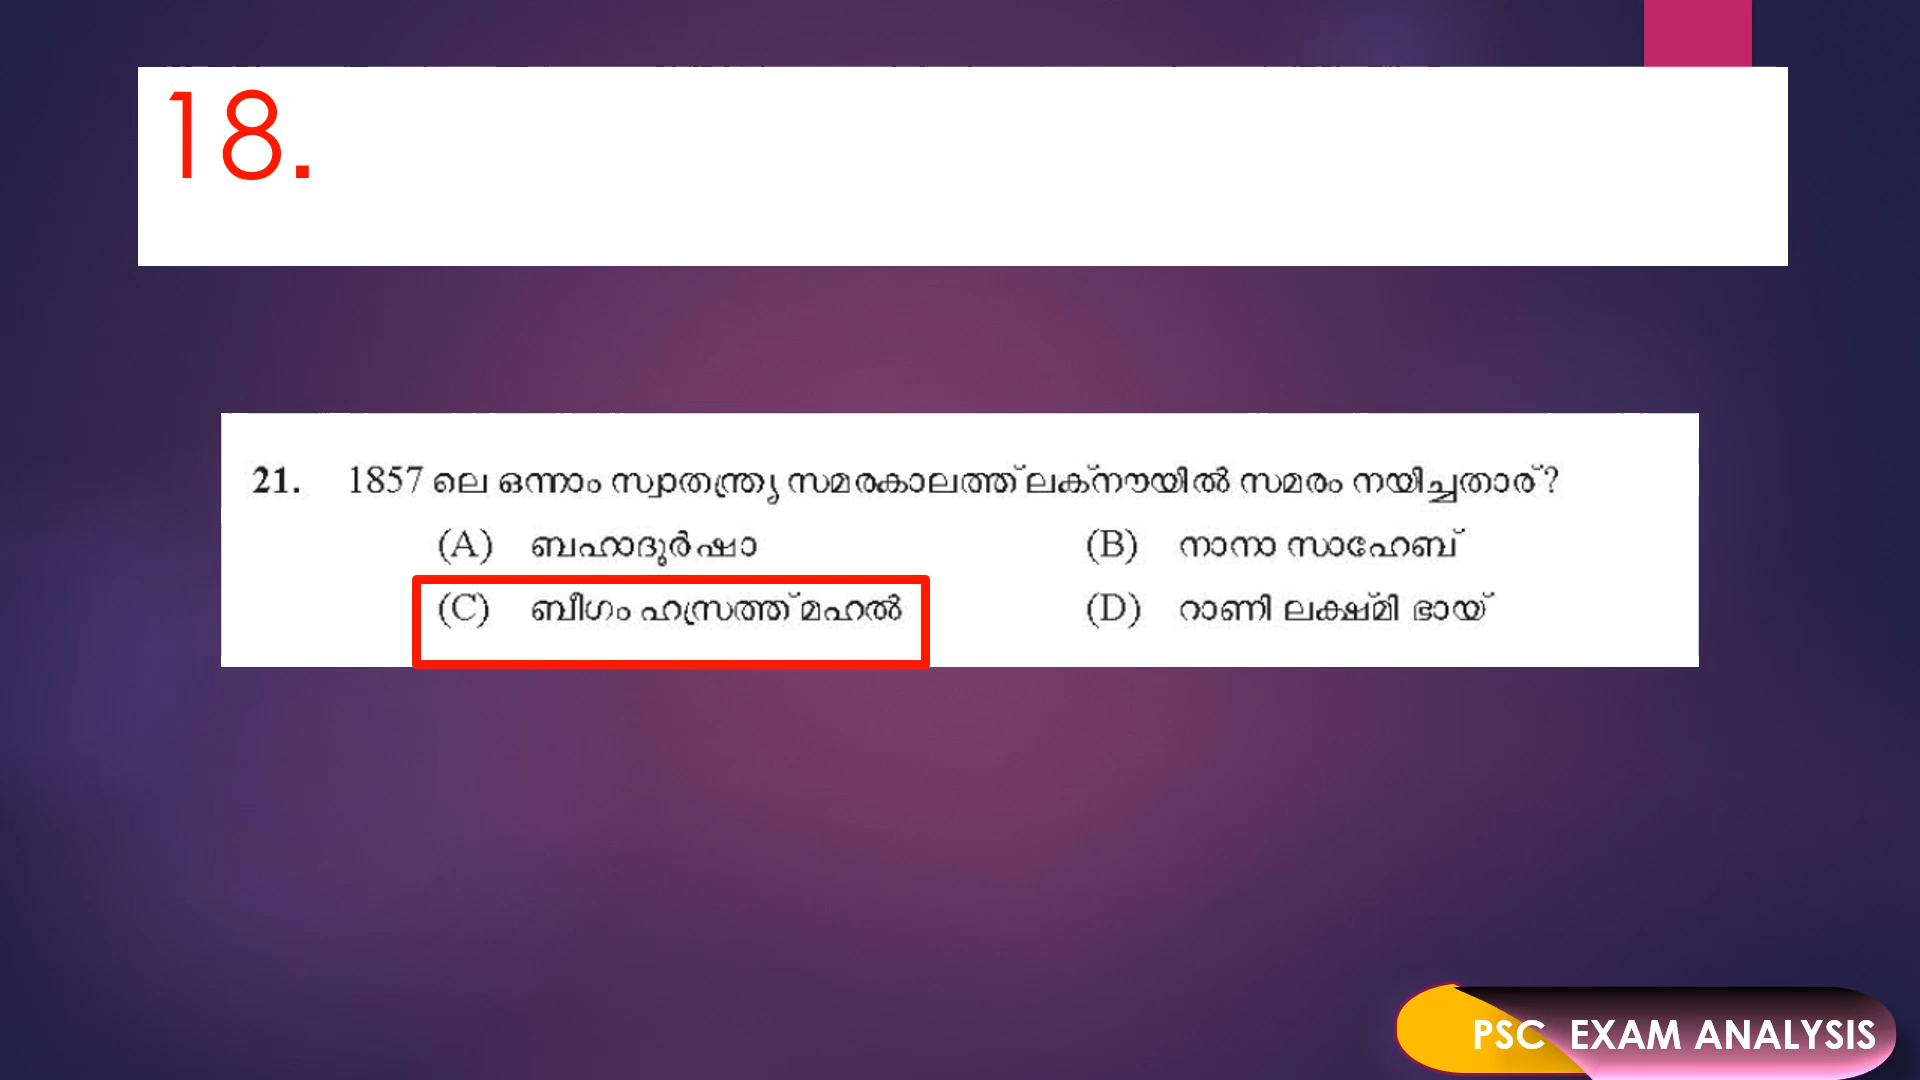 18.
21. 1857 ലെ ഒന്നാം സ്വാതന്ത്ര്യ സമരകാലത്ത് ലക്നൗയിൽ സമരം നയിച്ചതാര്?
(A) ബഹാദുർഷാ (B) നാനാ സാഹേബ്
(C) ബീഗം ഹസ്രത്ത് മഹൽ (D) റാണി ലക്ഷ്മി ഭായ്
PSC EXAM ANALYSIS